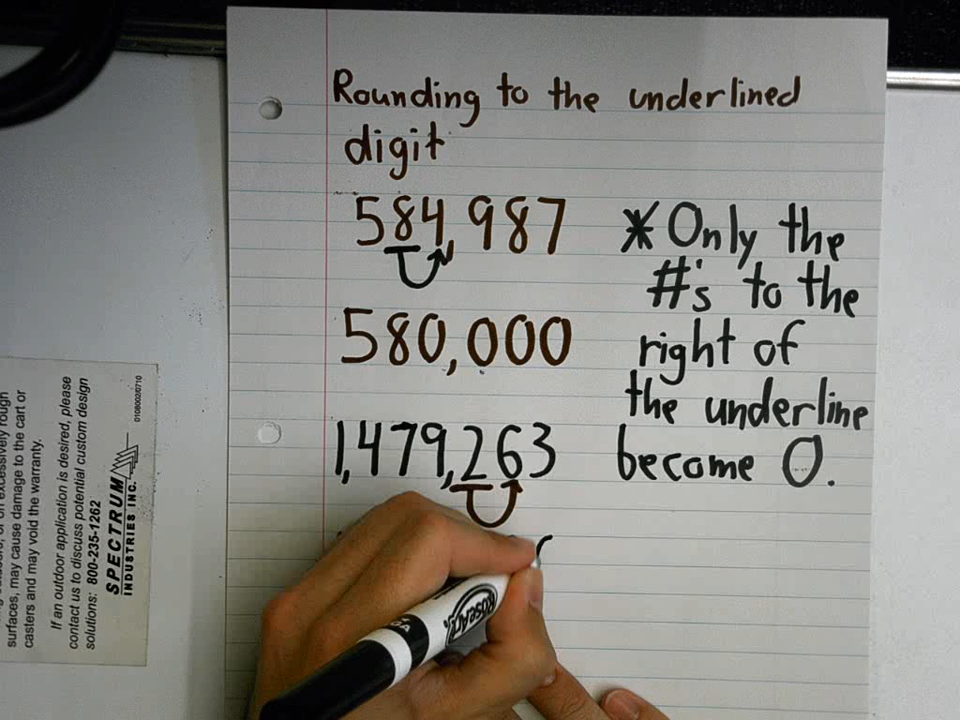 Rounding to the underlined
digit
584,987
580,000
1,479,263
* Only the
#'s to the
right of
the underline
become 0.
surfaces, may cause damage to the cart or
casters and may void the warranty.
If an outdoor application is desired, please
contact us to discuss potential custom design
solutions: 800-235-1262
SPECTRUM
INDUSTRIES INC.
RoseArt